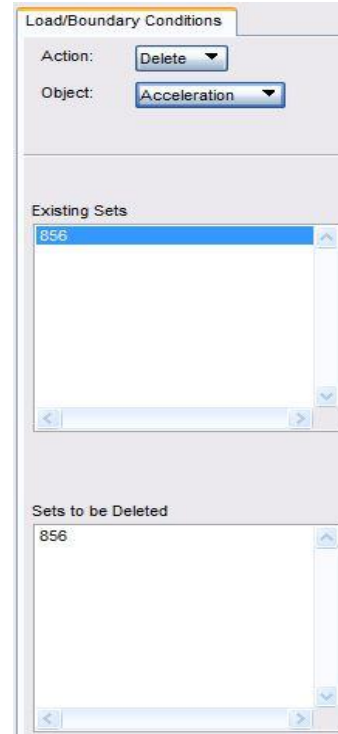 Load/Boundary Conditions
Action: Delete
Object: Acceleration
Existing Sets
856
Sets to be Deleted
856